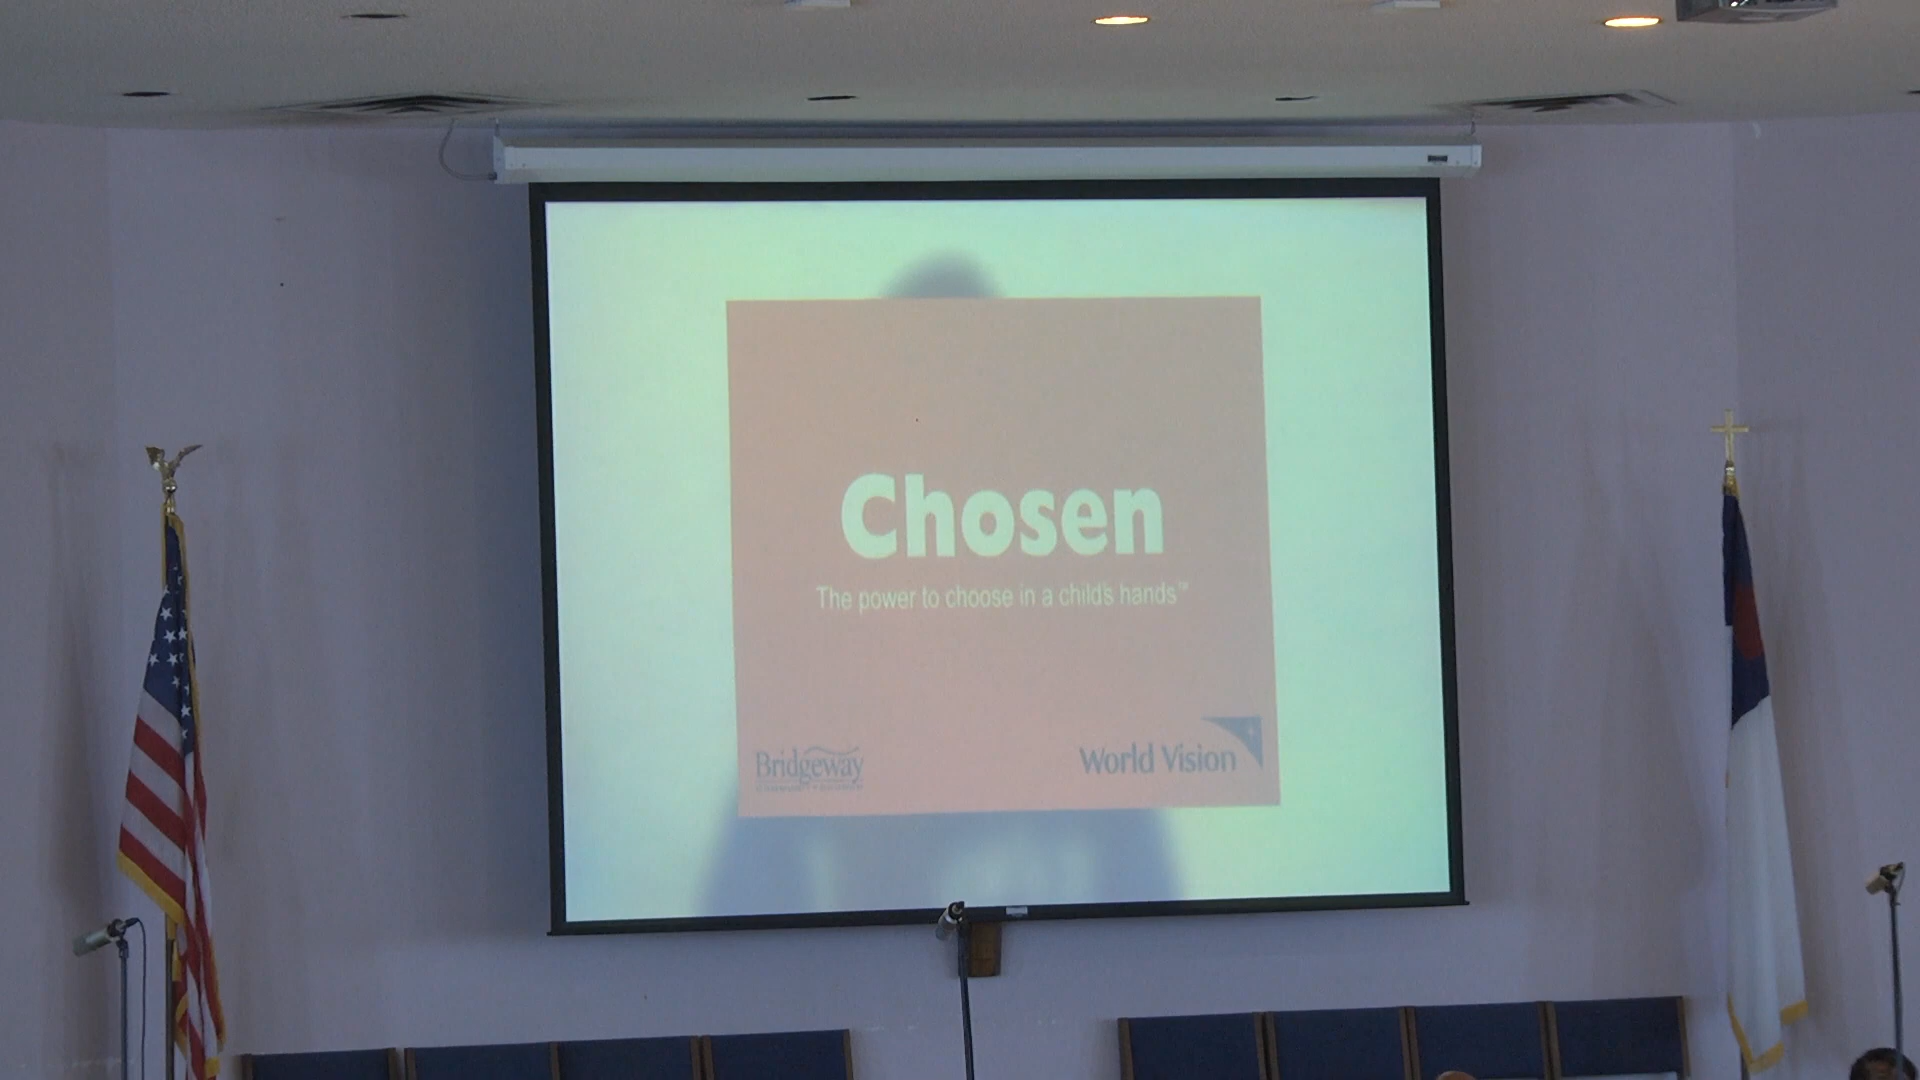 Chosen
The power to choose in a child's hands™
Bridgeway
World Vision